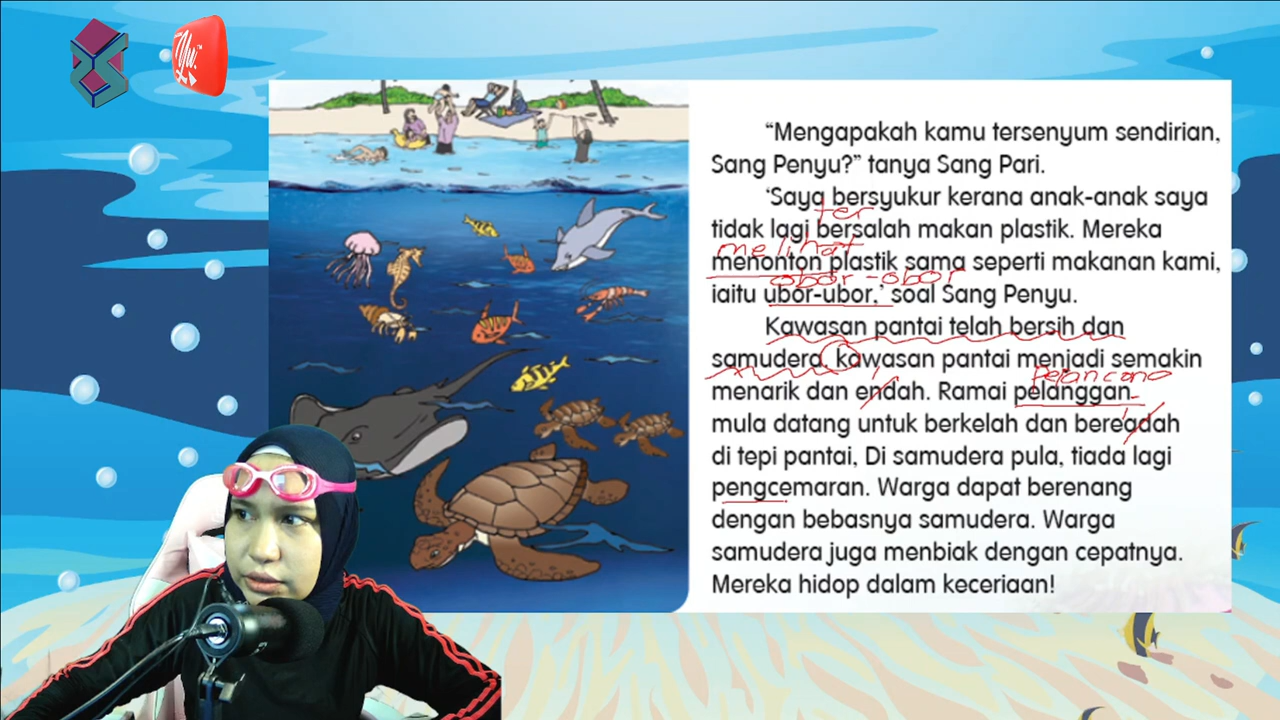 Yu.™
“Mengapakah kamu tersenyum sendirian,
Sang Penyu?” tanya Sang Pari.
‘Saya bersyukur kerana anak-anak saya
ter
tidak lagi bersalah makan plastik. Mereka
melihat
menonton plastik sama seperti makanan kami,
obor-obor
iaitu ubor-ubor,’ soal Sang Penyu.
Kawasan pantai telah bersih dan
samudera, kawasan pantai menjadi semakin
pelancong
menarik dan endah. Ramai pelanggan
mula datang untuk berkelah dan bereadah
di tepi pantai, Di samudera pula, tiada lagi
pengcemaran. Warga dapat berenang
dengan bebasnya samudera. Warga
samudera juga menbiak dengan cepatnya.
Mereka hidop dalam keceriaan!